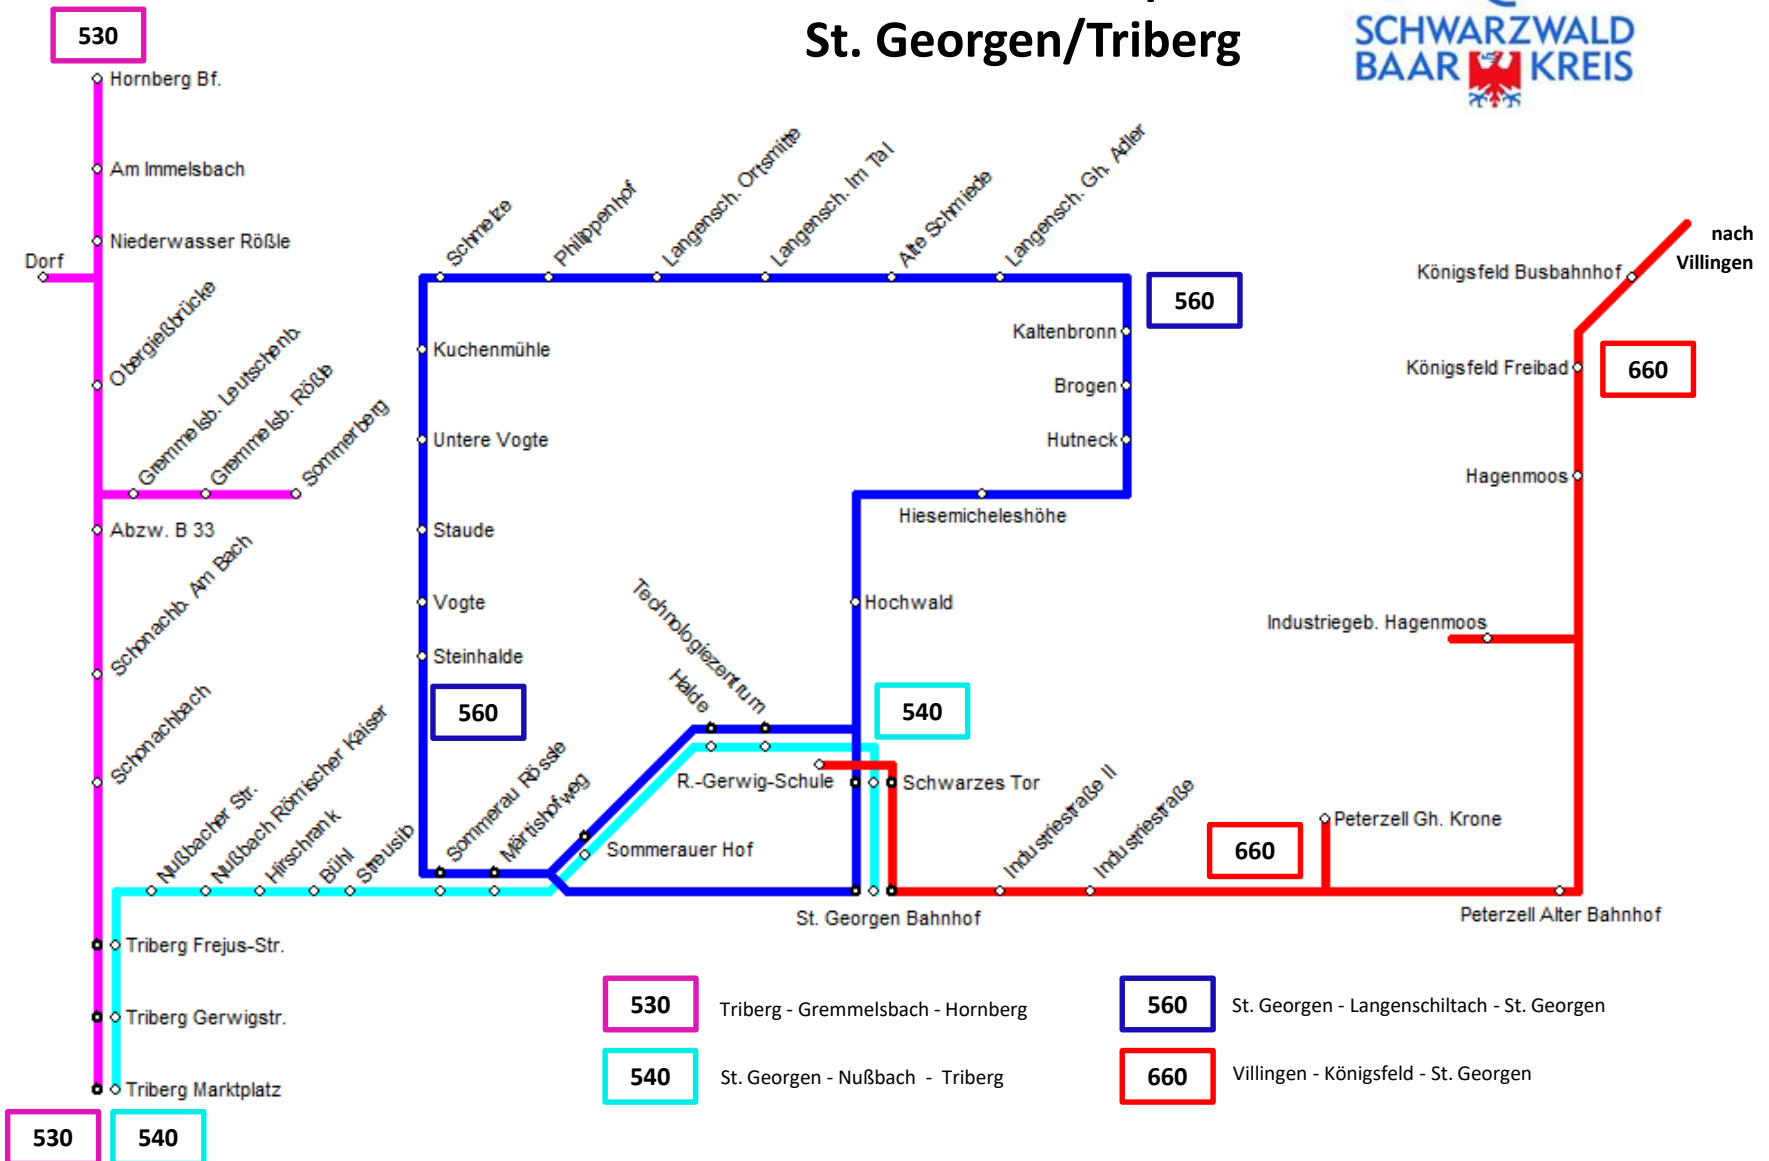 St. Georgen/Triberg
SCHWARZWALD
BAAR KREIS
530
Hornberg Bf.
Am Immelsbach
Niederwasser Rößle
Dorf
Obergießbrücke
Gremmelsb. Leutschenb.
Gremmelsb. Rößle
Sommerberg
Abzw. B 33
Schonachb. Am Bach
Schonachbach
Nußbacher Str.
Nußbach Römischer Kaiser
Hirschrank
Bühl
Streusib
Sommerau Rössle
Märtishofweg
Triberg Frejus-Str.
Triberg Gerwigstr.
Triberg Marktplatz
530
540
Schmelze
Philippenhof
Langensch. Ortsmitte
Langensch. Im Tal
Alte Schmiede
Langensch. Gh. Adler
560
Kuchenmühle
Untere Vogte
Staude
Vogte
Steinhalde
560
Kaltenbronn
Brogen
Hutneck
Hiesemicheleshöhe
Hochwald
Technologiezentrum
Halde
540
R.-Gerwig-Schule
Schwarzes Tor
Sommerauer Hof
St. Georgen Bahnhof
Industriestraße II
Industriestraße
nach
Villingen
Königsfeld Busbahnhof
Königsfeld Freibad
660
Hagenmoos
Industriegeb. Hagenmoos
Peterzell Gh. Krone
660
Peterzell Alter Bahnhof
530 Triberg - Gremmelsbach - Hornberg
540 St. Georgen - Nußbach - Triberg
560 St. Georgen - Langenschiltach - St. Georgen
660 Villingen - Königsfeld - St. Georgen